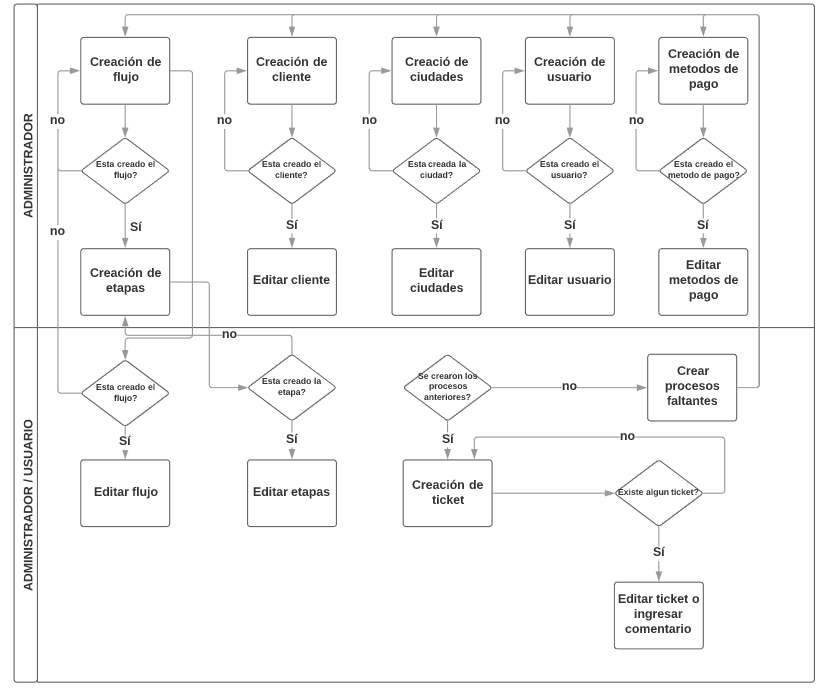 ADMINISTRADOR
Creación de
flujo
Creación de
cliente
Creació de
ciudades
Creación de
usuario
Creación de
metodos de
pago
no
no
no
no
no
Esta creado el
flujo?
Esta creado el
cliente?
Esta creada la
ciudad?
Esta creado el
usuario?
Esta creado el
metodo de pago?
no
Sí
Sí
Sí
Sí
Sí
Creación de
etapas
Editar cliente
Editar
ciudades
Editar usuario
Editar
metodos de
pago
ADMINISTRADOR / USUARIO
no
Esta creado el
flujo?
Esta creado la
etapa?
Se crearon los
procesos
anteriores?
no
Crear
procesos
faltantes
Sí
Sí
Sí
no
Editar flujo
Editar etapas
Creación de
ticket
Existe algun ticket?
Sí
Editar ticket o
ingresar
comentario